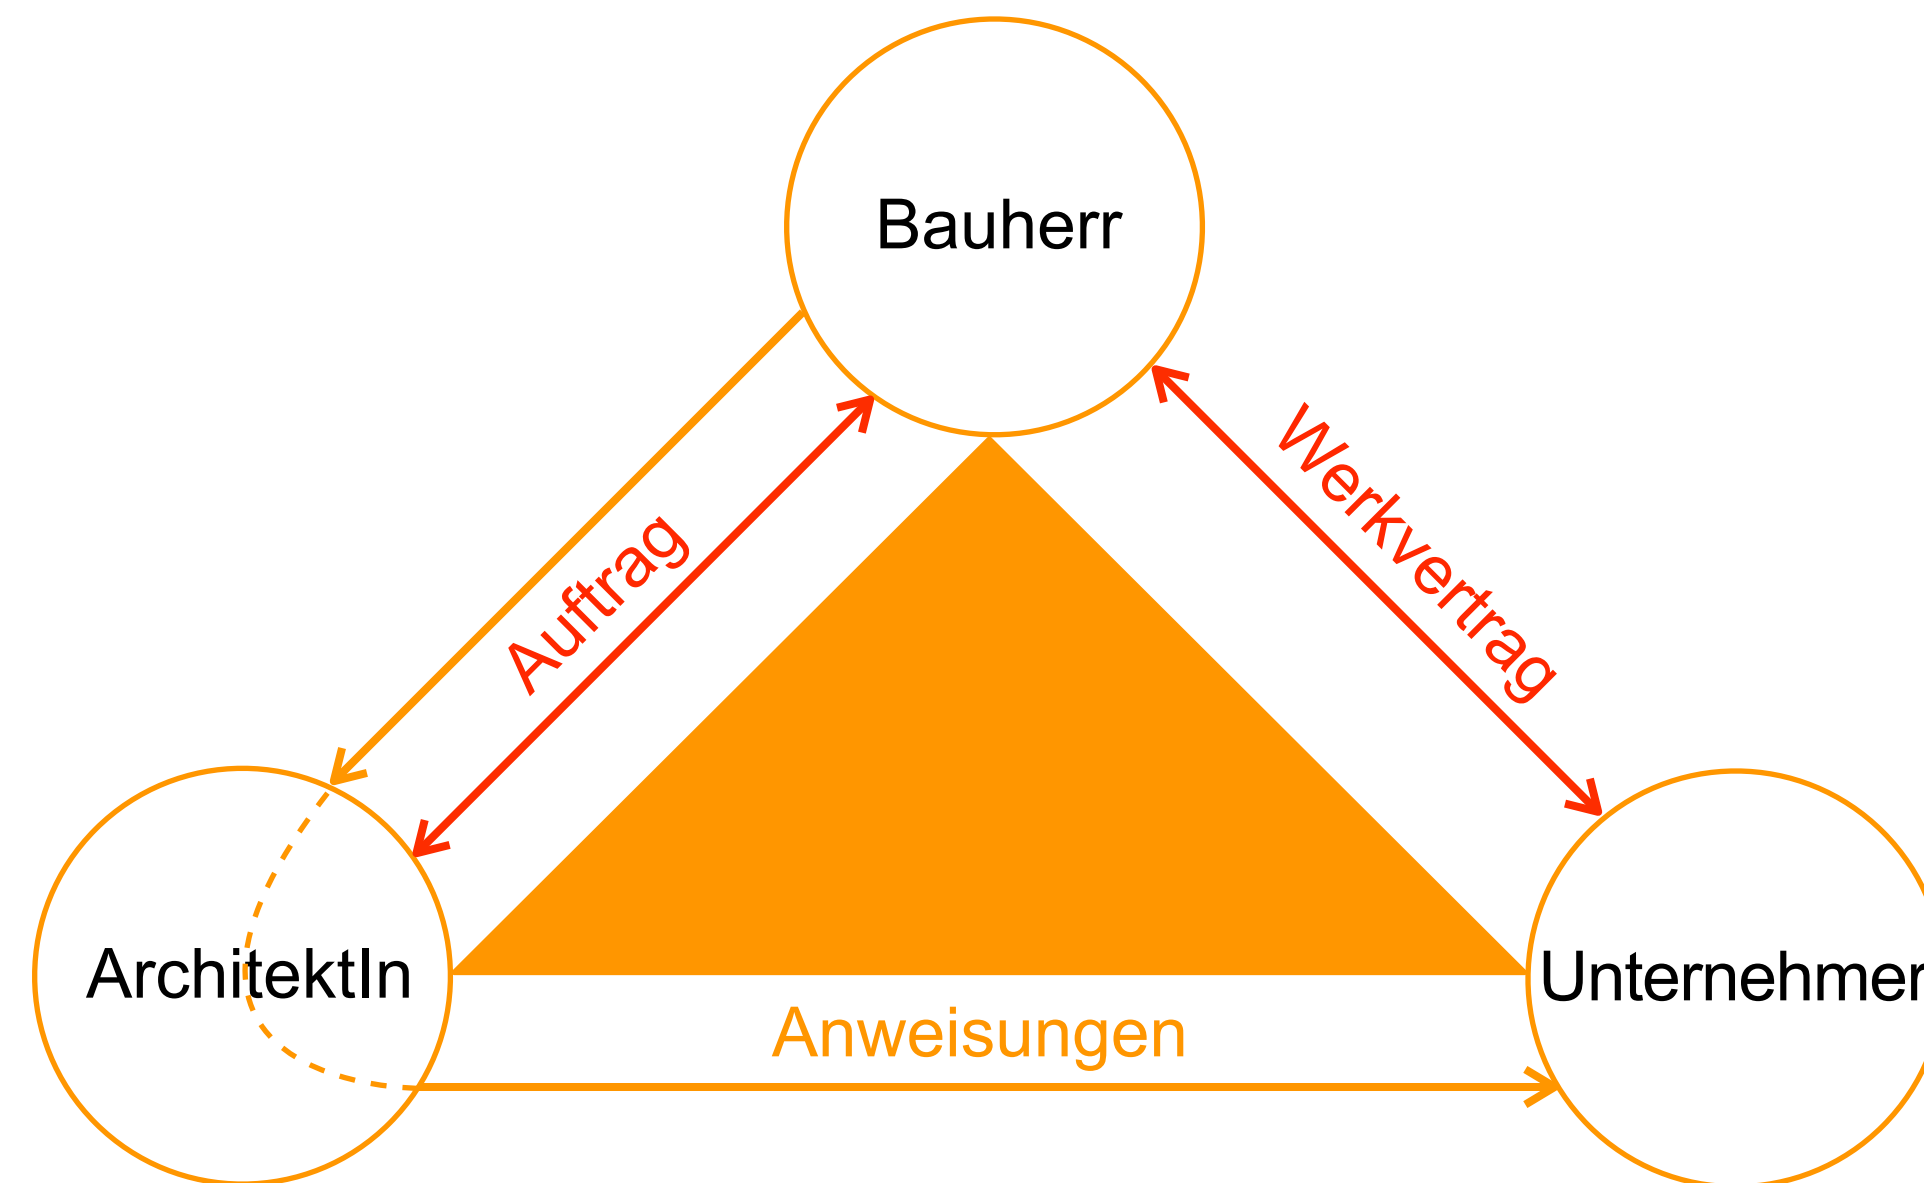 Bauherr
Auftrag
Werkvertrag
ArchitektIn
Unternehmer
Anweisungen